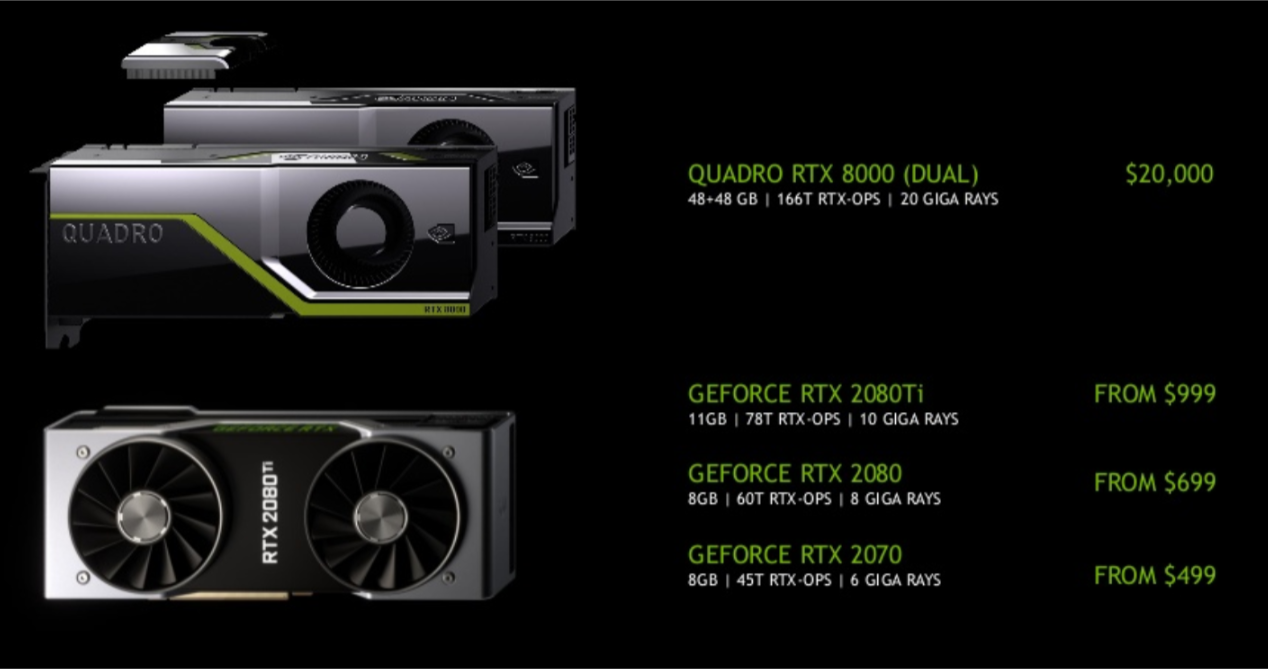 QUADRO
RTX 8000
QUADRO RTX 8000 (DUAL) $20,000
48+48 GB | 166T RTX-OPS | 20 GIGA RAYS
GEFORCE RTX
RTX 2080Ti
GEFORCE RTX 2080Ti FROM $999
11GB | 78T RTX-OPS | 10 GIGA RAYS
GEFORCE RTX 2080 FROM $699
8GB | 60T RTX-OPS | 8 GIGA RAYS
GEFORCE RTX 2070 FROM $499
8GB | 45T RTX-OPS | 6 GIGA RAYS